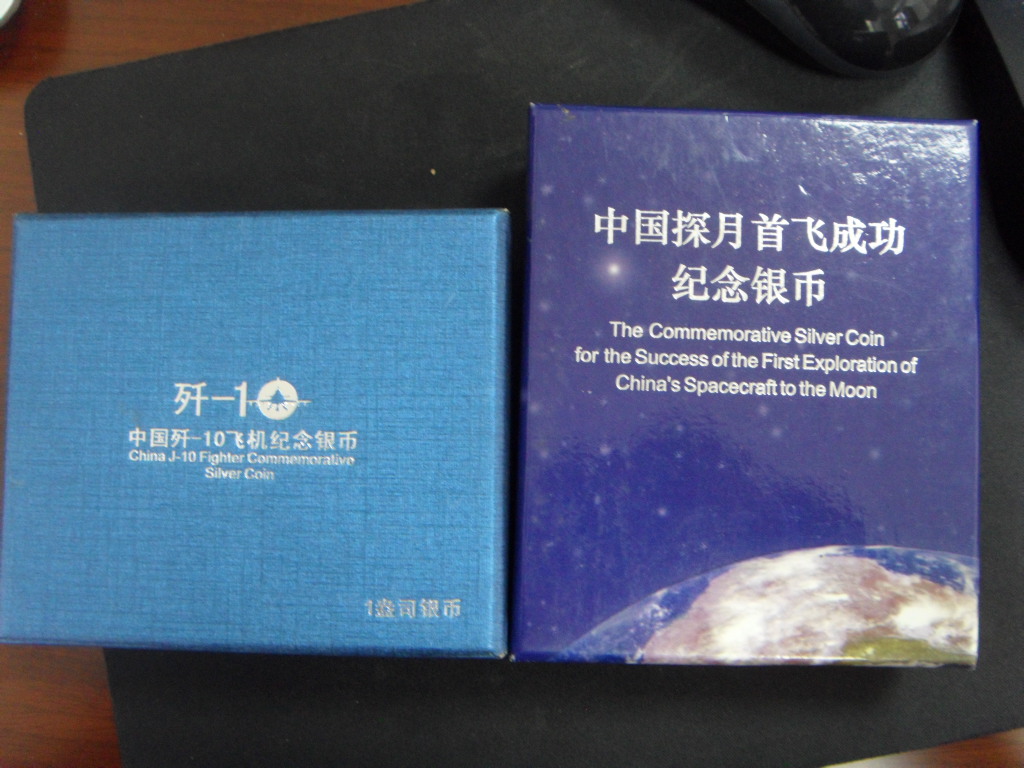 歼-10
中国歼-10飞机纪念银币
China J-10 Fighter Commemorative
Silver Coin
1盎司银币
中国探月首飞成功
纪念银币
The Commemorative Silver Coin
for the Success of the First Exploration of
China's Spacecraft to the Moon